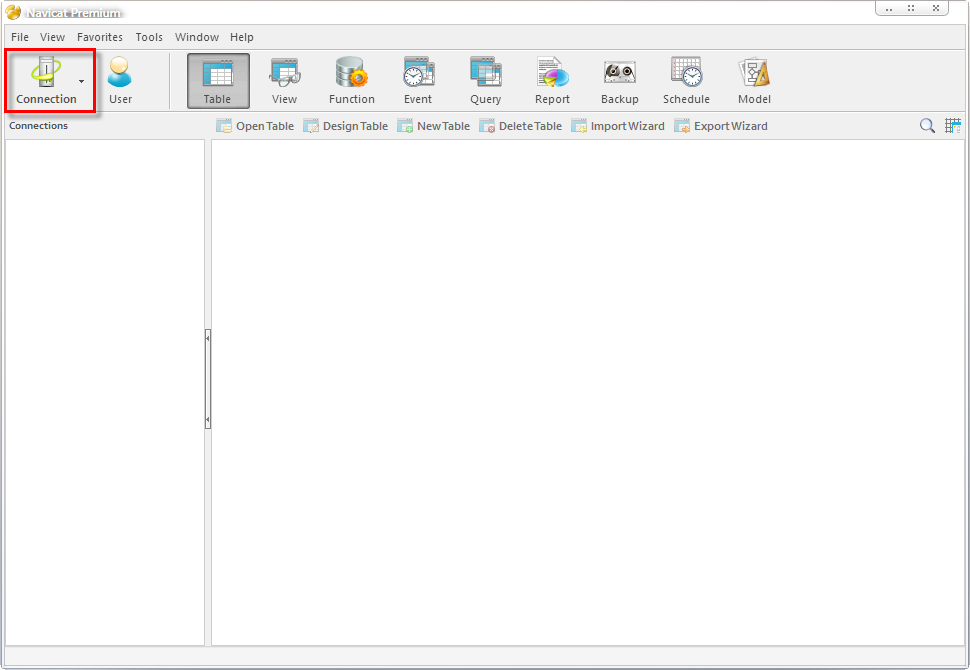 Navicat Premium
File View Favorites Tools Window Help
Connection User Table View Function Event Query Report Backup Schedule Model
Connections Open Table Design Table New Table Delete Table Import Wizard Export Wizard